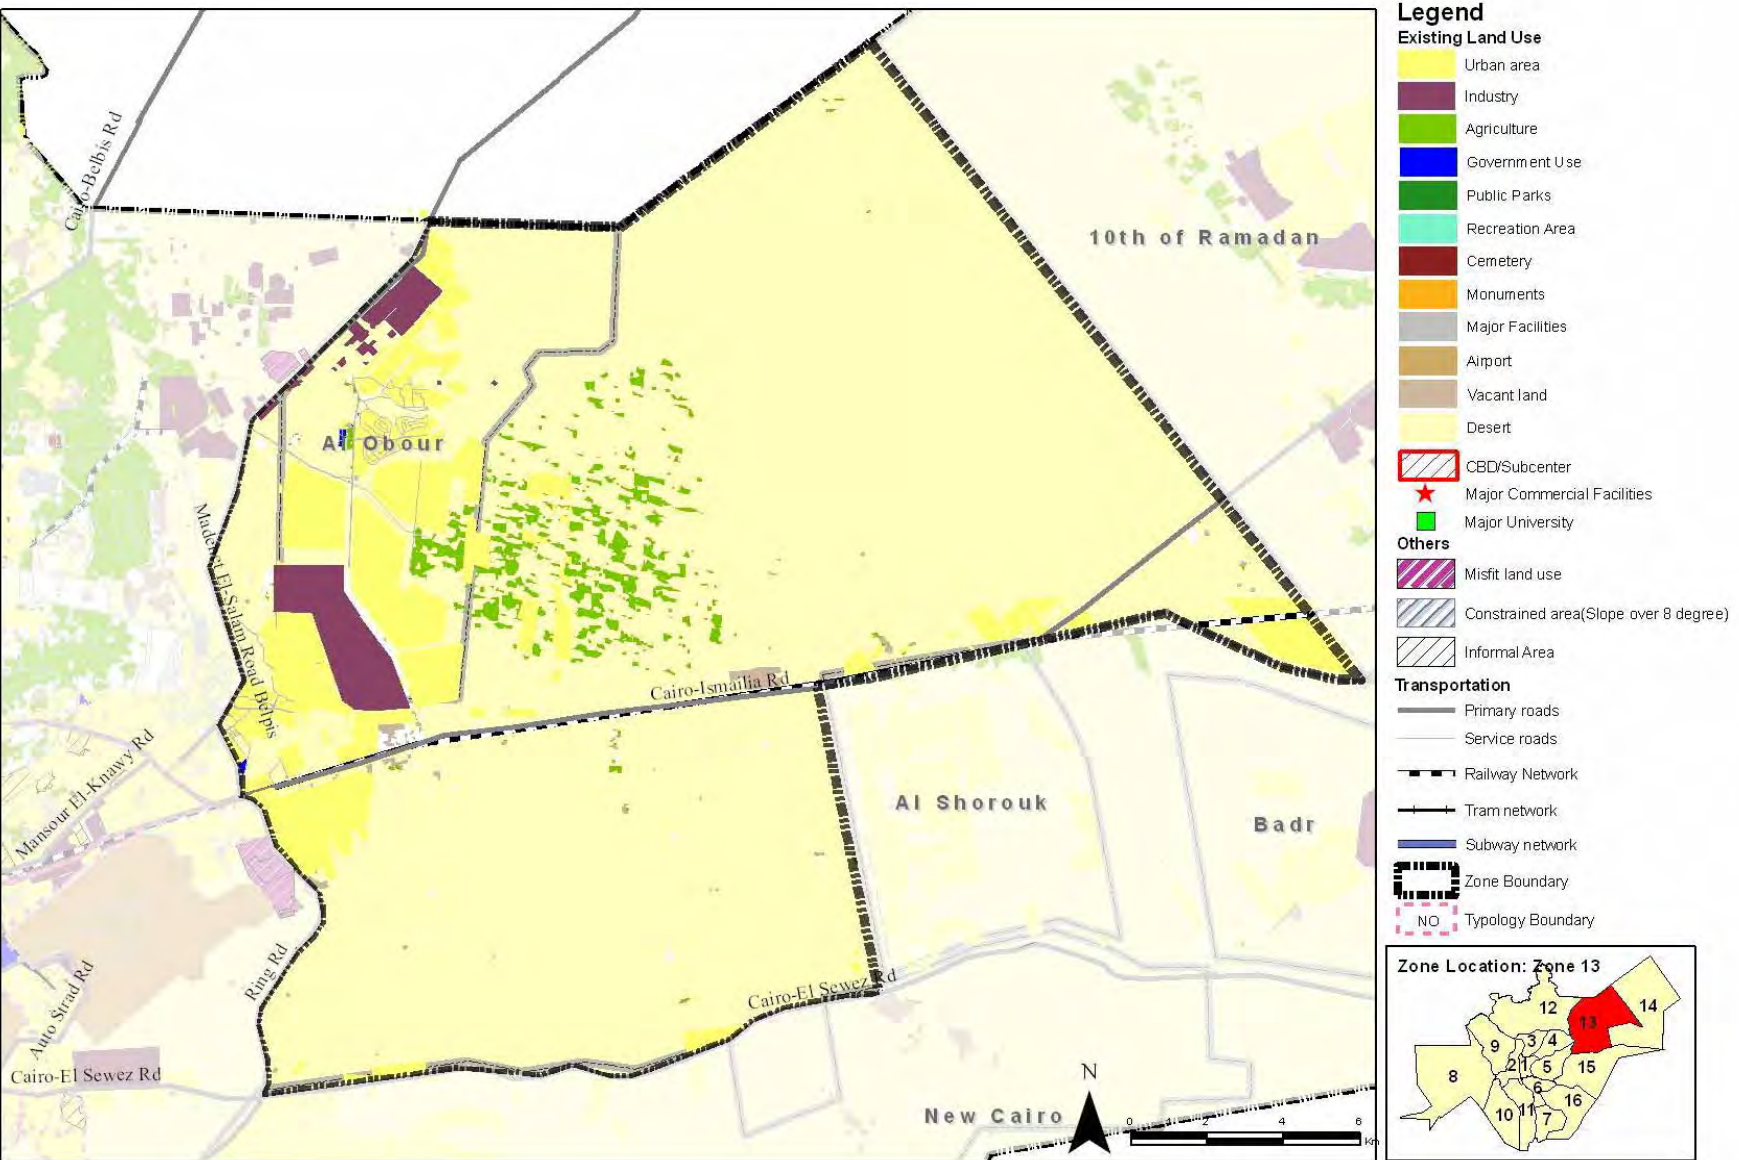 Legend
Existing Land Use
Urban area
Industry
Agriculture
Government Use
Public Parks
Recreation Area
Cemetery
Monuments
Major Facilities
Airport
Vacant land
Desert
CBD/Subcenter
Major Commercial Facilities
Major University
Others
Misfit land use
Constrained area(Slope over 8 degree)
Informal Area
Transportation
Primary roads
Service roads
Railway Network
Tram network
Subway network
Zone Boundary
NO Typology Boundary
Zone Location: Zone 13
12
14
13
9
3
4
2
1
5
15
8
6
16
10
11
7
Cairo-Belbis Rd
10th of Ramadan
Al Obour
Madenet El-Salam Road Belpis
Cairo-Ismailia Rd
Mansour El-Knawy Rd
Al Shorouk
Badr
Ring Rd
Auto Strad Rd
Cairo-El Sewez Rd
Cairo-El Sewez Rd
New Cairo
N
0 2 4 6
Km